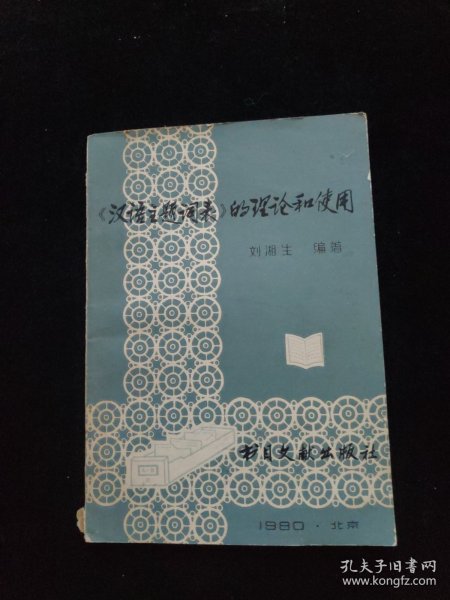 《汉语主题词表》的理论和使用
刘湘生 编著
书目文献出版社
1980·北京
孔夫子旧书网
www.kongfz.com